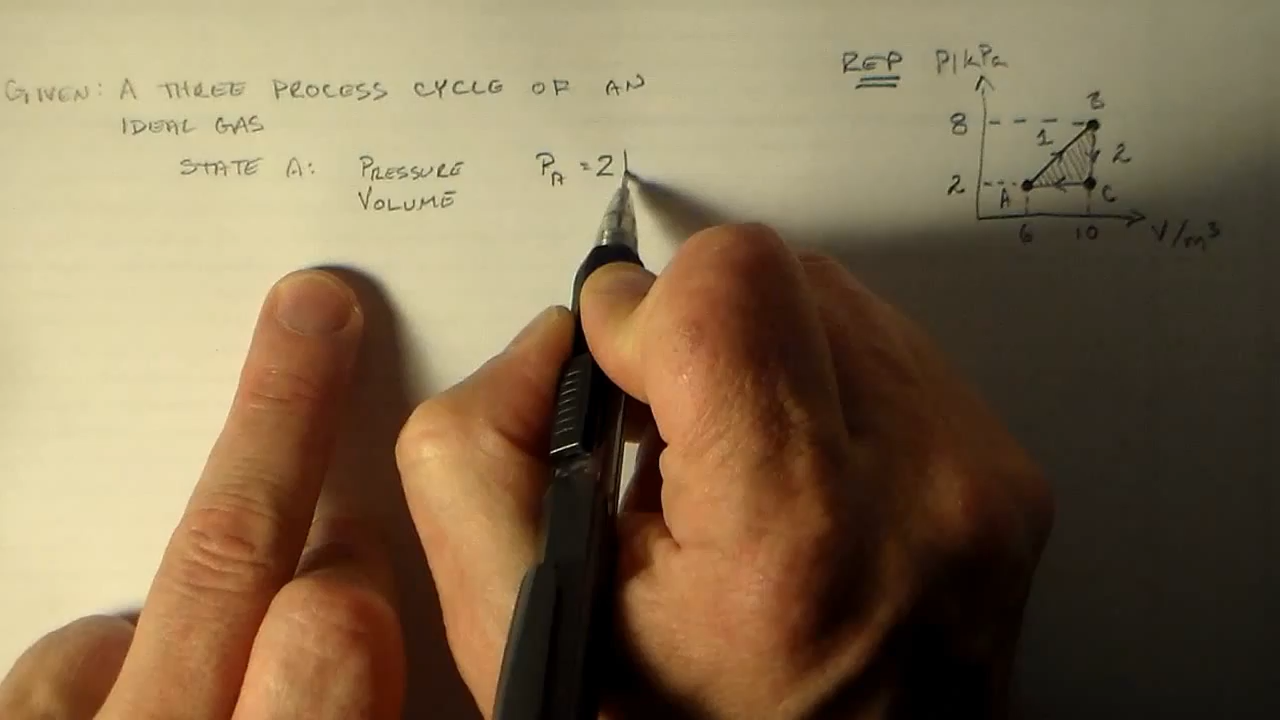 GIVEN: A THREE PROCESS CYCLE OF AN
IDEAL GAS
STATE A: PRESSURE P_A = 2
VOLUME
REP P/kPa
8
2
1
2
A
B
C
6 10 V/m³